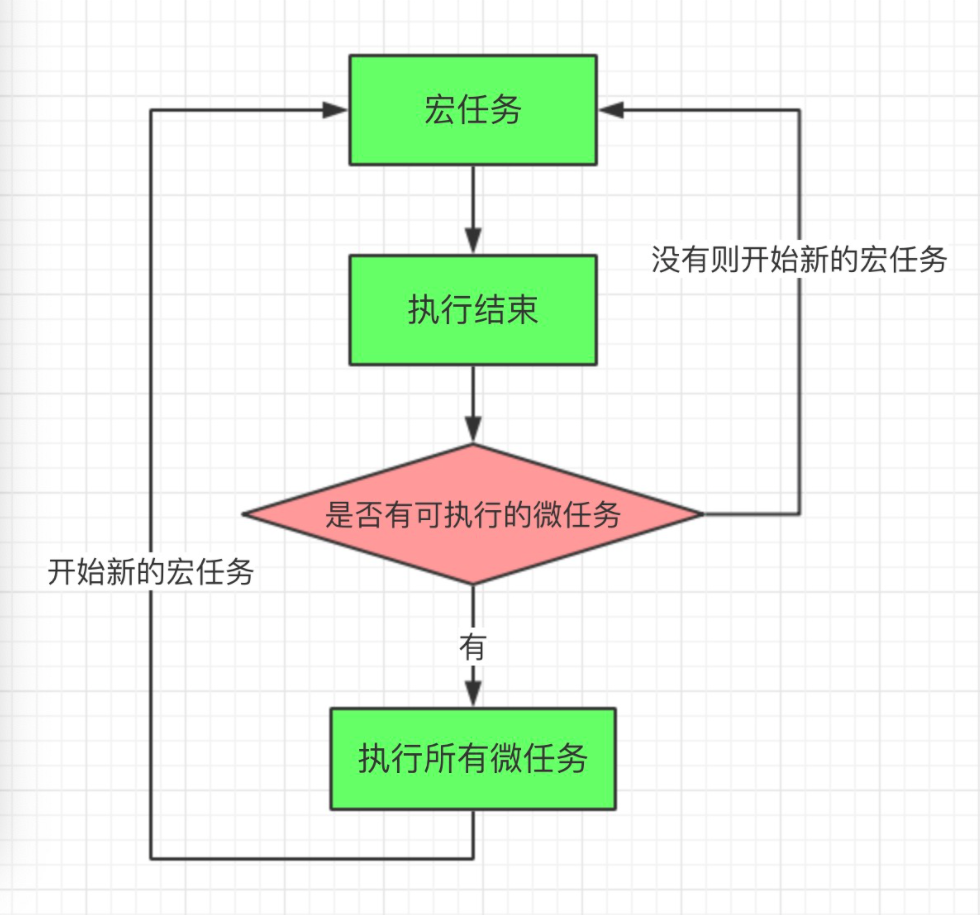 宏任务
执行结束
没有则开始新的宏任务
是否有可执行的微任务
开始新的宏任务
有
执行所有微任务